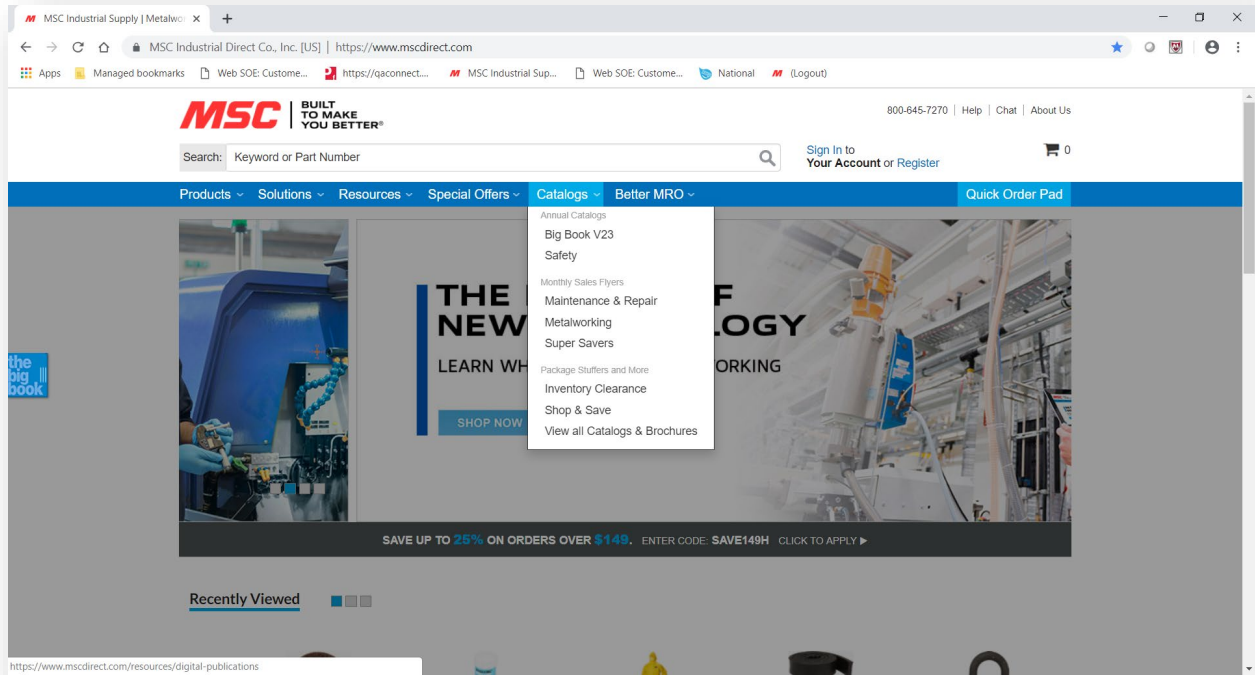 MSC Industrial Supply | Metalwo
MSC Industrial Direct Co., Inc. [US] | https://www.mscdirect.com
Apps Managed bookmarks Web SOE: Custome... https://qaconnect.... MSC Industrial Sup... Web SOE: Custome... National (Logout)
MSC BUILT TO MAKE YOU BETTER®
800-645-7270 | Help | Chat | About Us
Search: Keyword or Part Number
Sign In to
Your Account or Register
0
Products Solutions Resources Special Offers Catalogs Better MRO Quick Order Pad
Annual Catalogs
Big Book V23
Safety
Monthly Sales Flyers
Maintenance & Repair
Metalworking
Super Savers
Package Stuffers and More
Inventory Clearance
Shop & Save
View all Catalogs & Brochures
the
big
book
THE F
NEW OGY
LEARN WH ORKING
SHOP NOW
SAVE UP TO 25% ON ORDERS OVER $149. ENTER CODE: SAVE149H CLICK TO APPLY
Recently Viewed
https://www.mscdirect.com/resources/digital-publications